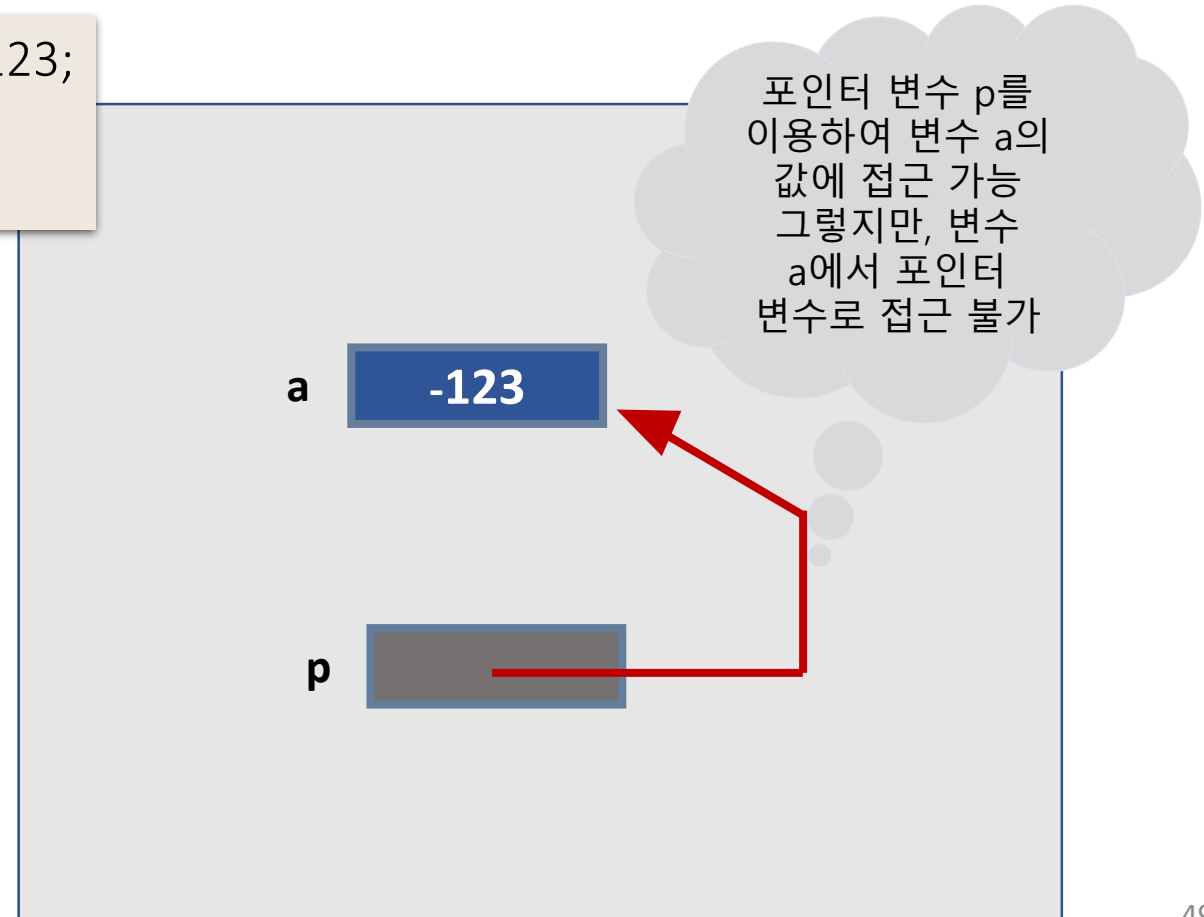 23;
포인터 변수 p를
이용하여 변수 a의
값에 접근 가능
그렇지만, 변수
a에서 포인터
변수로 접근 불가
a
-123
p